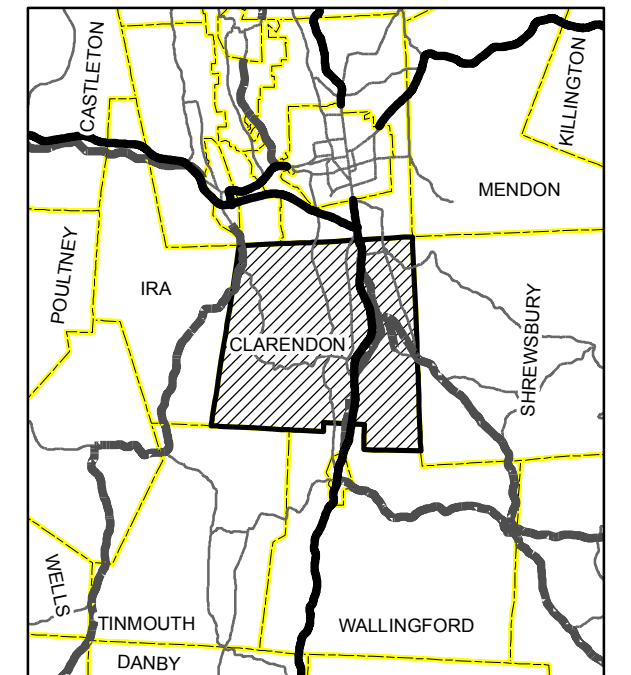 CASTLETON
KILLINGTON
MENDON
POULTNEY
IRA
SHREWSBURY
CLARENDON
WELLS
TINMOUTH
WALLINGFORD
DANBY